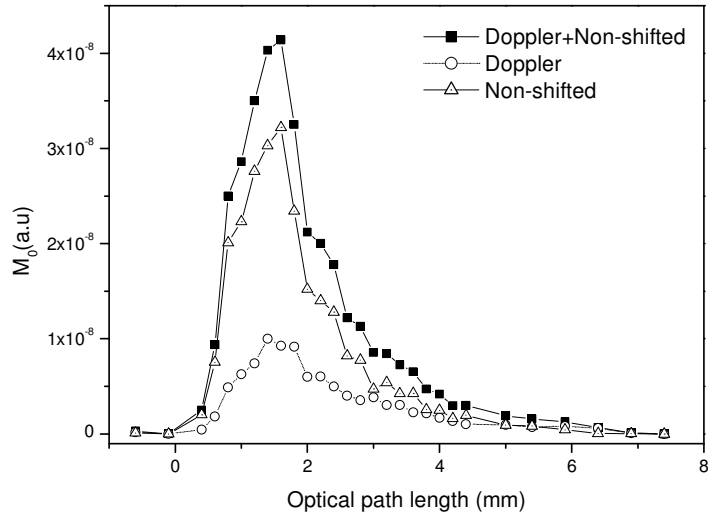 Doppler+Non-shifted
Doppler
Non-shifted
4x10⁻⁸
3x10⁻⁸
2x10⁻⁸
1x10⁻⁸
0
M₀(a.u)
0 2 4 6 8
Optical path length (mm)